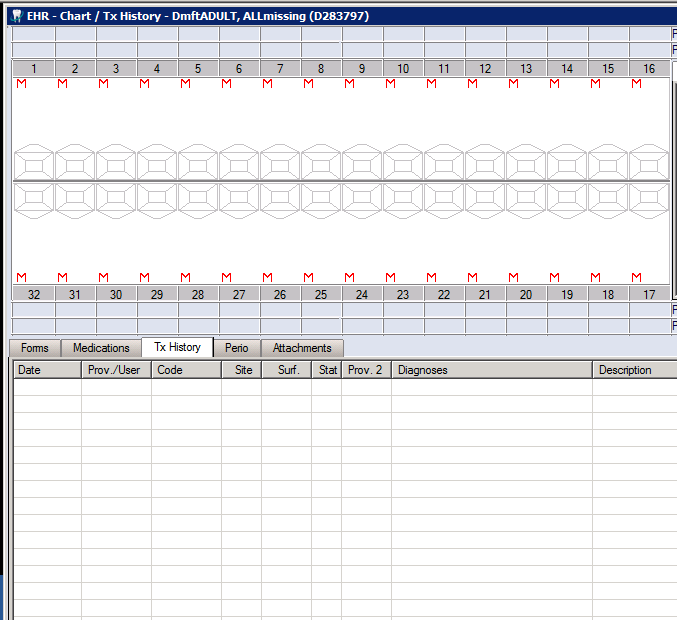 EHR - Chart / Tx History - DmftADULT, ALLmissing (D283797)
1 2 3 4 5 6 7 8 9 10 11 12 13 14 15 16
M M M M M M M M M M M M M M M M
M M M M M M M M M M M M M M M M
32 31 30 29 28 27 26 25 24 23 22 21 20 19 18 17
Forms Medications Tx History Perio Attachments
Date Prov./User Code Site Surf. Stat Prov. 2 Diagnoses Description